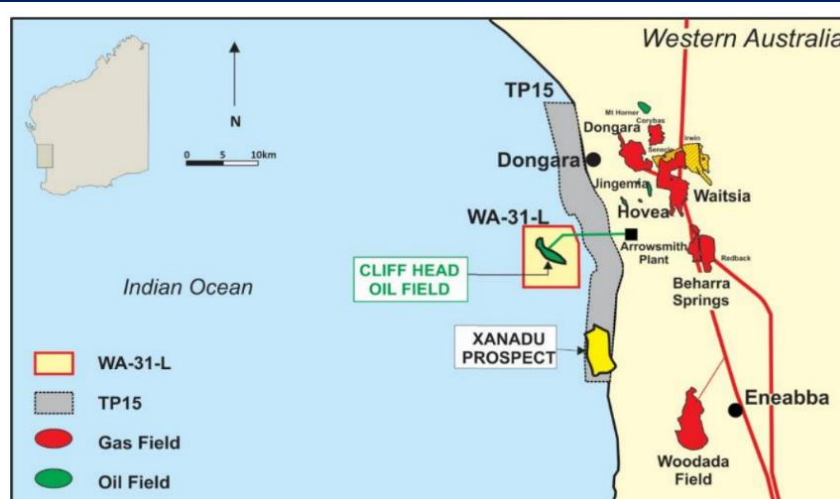 Western Australia
TP15
N
0 5 10km
Mt Horner
Corybas
Dongara
Irwin
Senecio
Dongara
Jingemia
Waitsia
WA-31-L
Hovea
Arrowsmith
Plant
Redback
CLIFF HEAD
OIL FIELD
Beharra
Springs
Indian Ocean
XANADU
PROSPECT
WA-31-L
TP15
Eneabba
Gas Field
Woodada
Field
Oil Field